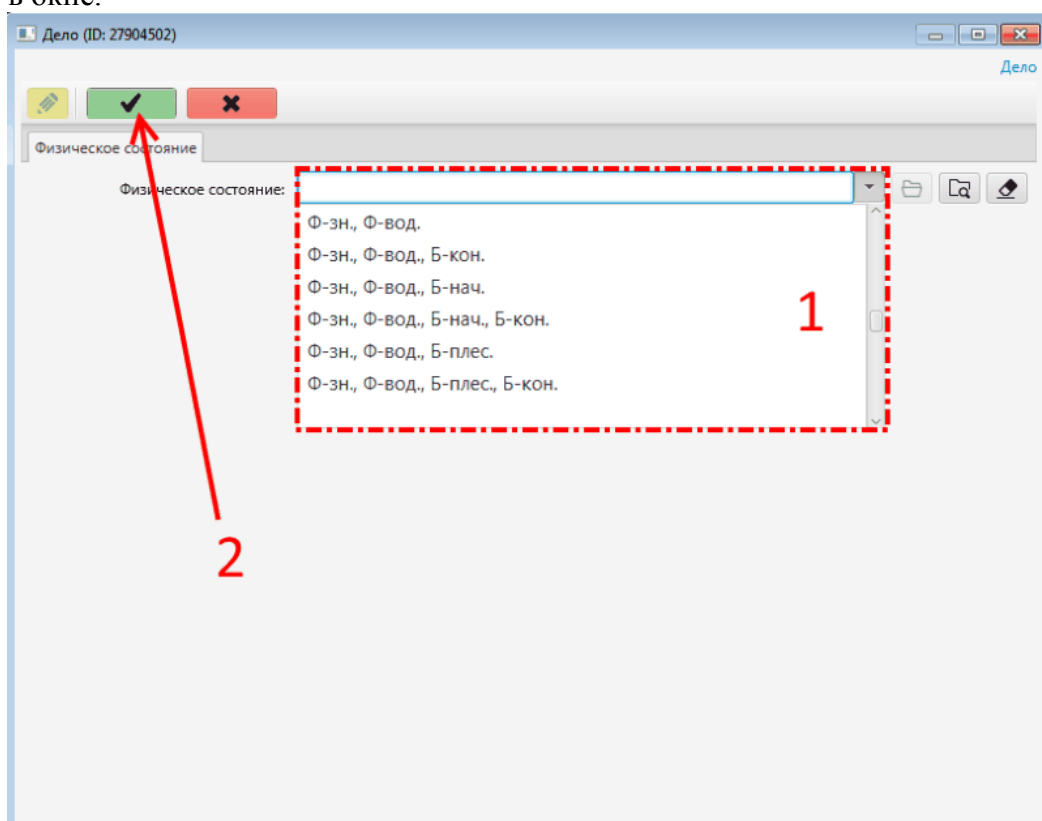 в окне.
Дело (ID: 27904502)
Дело
Физическое состояние
Физическое состояние:
Ф-зн., Ф-вод.
Ф-зн., Ф-вод., Б-кон.
Ф-зн., Ф-вод., Б-нач.
Ф-зн., Ф-вод., Б-нач., Б-кон.
Ф-зн., Ф-вод., Б-плес.
Ф-зн., Ф-вод., Б-плес., Б-кон.
1
2